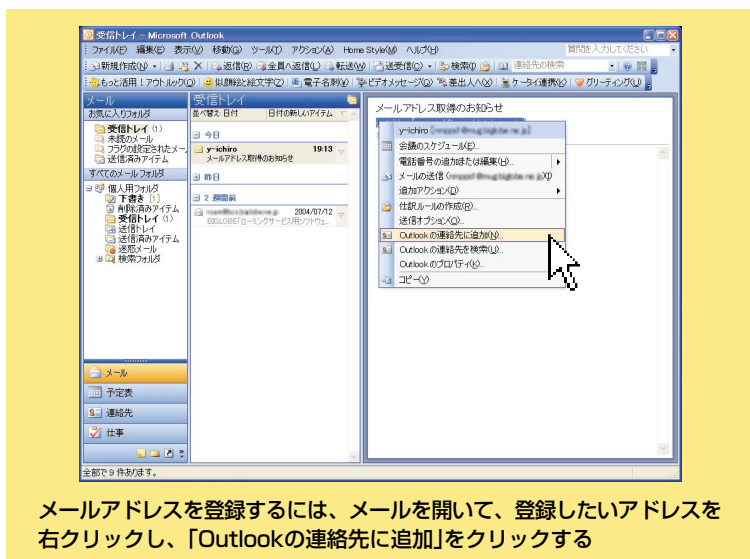 受信トレイ - Microsoft Outlook
ファイル(F) 編集(E) 表示(V) 移動(G) ツール(T) アクション(A) Home Style(M) ヘルプ(H) 質問を入力してください
新規作成(N) 返信(R) 全員へ返信(L) 転送(W) 送受信(C) 検索(I) 連絡先の検索
もっと活用！アウトルック(O) 似顔絵と絵文字(Z) 電子名刺(V) ビデオメッセージ(Q) 差出人へ(X) ケータイ連携(K) グリーティング(U)
メール
お気に入りフォルダ
受信トレイ (1)
未読のメール
フラグの設定されたメー
送信済みアイテム
すべてのメール フォルダ
個人用フォルダ
下書き [1]
削除済みアイテム
受信トレイ (1)
送信トレイ
送信済みアイテム
迷惑メール
検索フォルダ
メール
予定表
連絡先
仕事
全部で 9 件あります。
受信トレイ
並べ替え: 日付 日付の新しいアイテム
今日
y-ichiro 19:13
メールアドレス取得のお知らせ
昨日
2 週間前
2004/07/12
BIGLOBE「ローミングサービス用ソフトウェ...
メールアドレス取得のお知らせ
y-ichiro
会議のスケジュール(E)...
電話番号の追加または編集(H)...
メールの送信
追加アクション(D)
仕訳ルールの作成(R)...
送信オプション(O)...
Outlook の連絡先に追加(N)...
Outlook の連絡先を検索(U)...
Outlook のプロパティ(K)...
コピー(Y)
メールアドレスを登録するには、メールを開いて、登録したいアドレスを
右クリックし、「Outlookの連絡先に追加」をクリックする